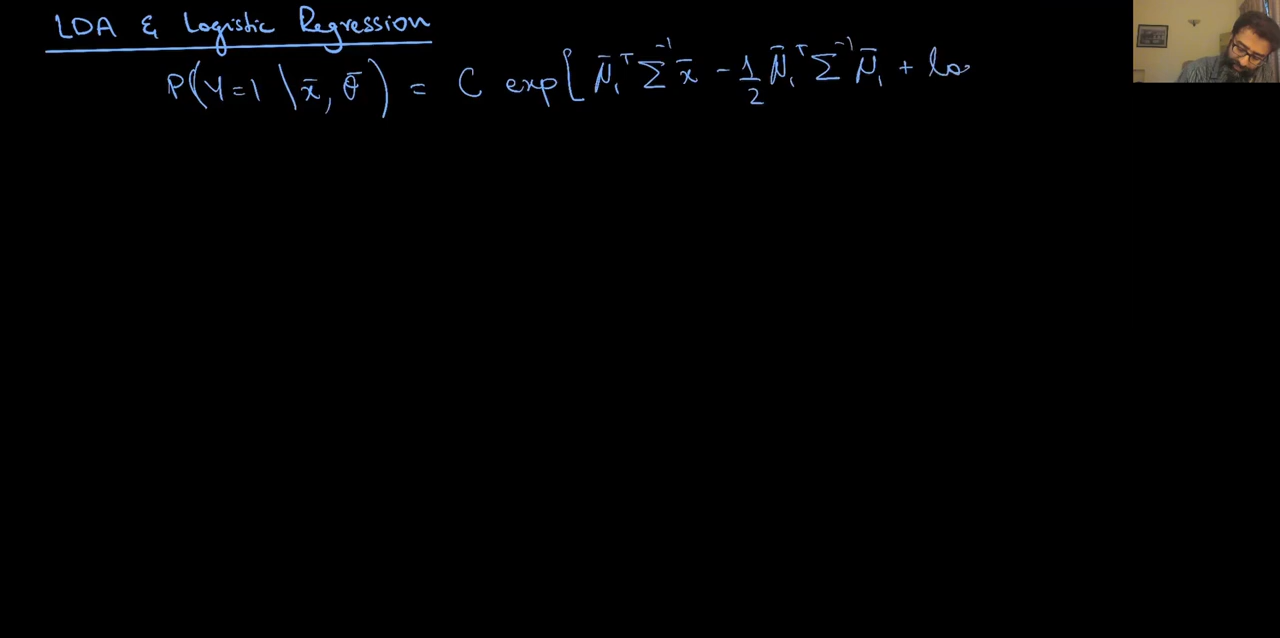 LDA & Logistic Regression
P(Y=1 | x̄, θ̄) = C exp[ μ̄₁ᵀ Σ⁻¹ x̄ - 1/2 μ̄₁ᵀ Σ⁻¹ μ̄₁ + lo